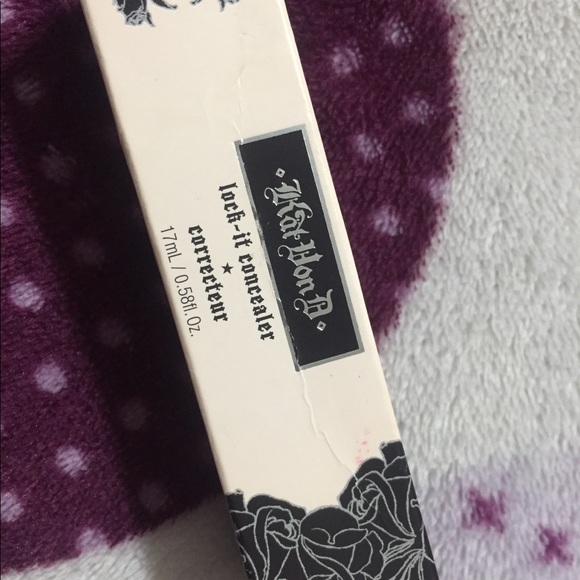 Kat Von D
lock-it concealer
★
correcteur
17mL / 0.58fl.Oz.